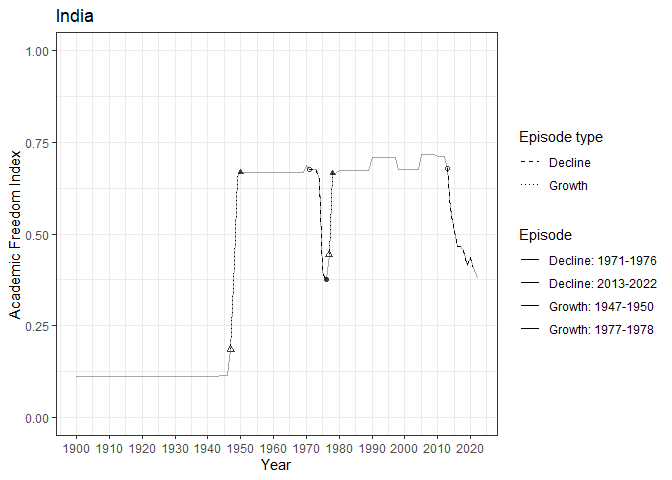 India
1.00
0.75
0.50
0.25
0.00
Academic Freedom Index
1900 1910 1920 1930 1940 1950 1960 1970 1980 1990 2000 2010 2020
Year
Episode type
Decline
Growth
Episode
Decline: 1971-1976
Decline: 2013-2022
Growth: 1947-1950
Growth: 1977-1978